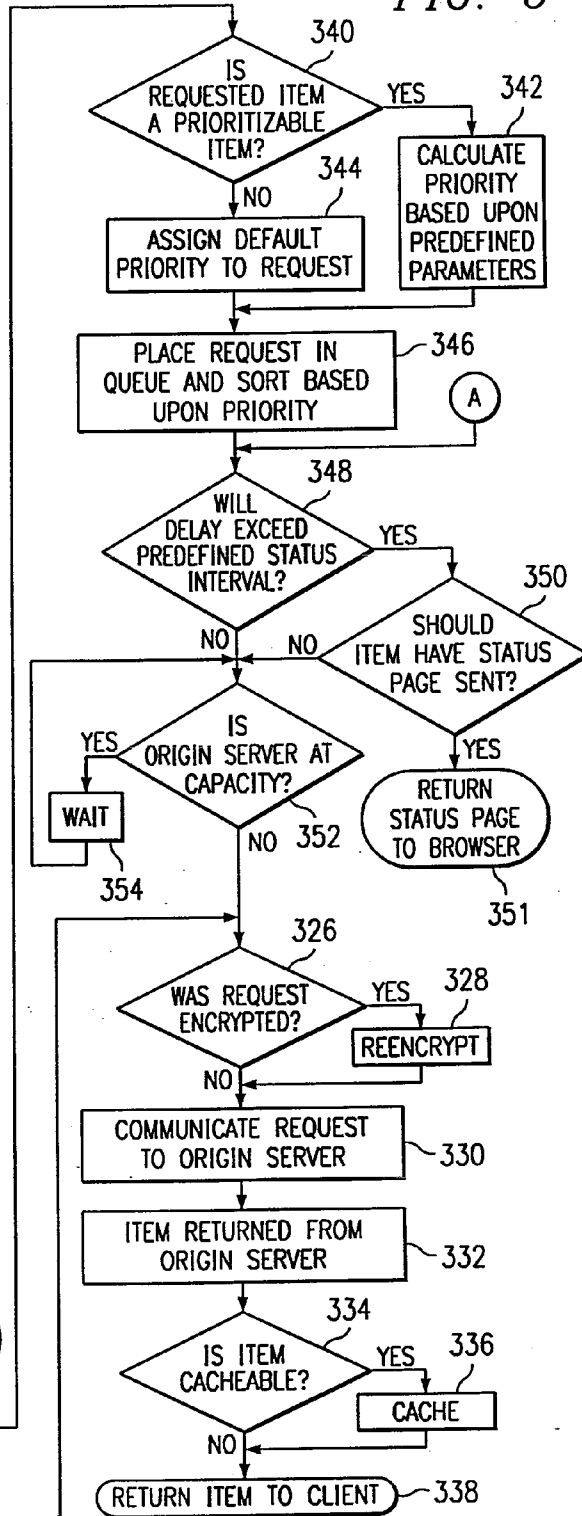 340
IS
REQUESTED ITEM
A PRIORITIZABLE
ITEM?
YES
342
CALCULATE
PRIORITY
BASED UPON
PREDEFINED
PARAMETERS
NO
344
ASSIGN DEFAULT
PRIORITY TO REQUEST
PLACE REQUEST IN
QUEUE AND SORT BASED
UPON PRIORITY
346
A
348
WILL
DELAY EXCEED
PREDEFINED STATUS
INTERVAL?
YES
350
SHOULD
ITEM HAVE STATUS
PAGE SENT?
NO
NO
YES
RETURN
STATUS PAGE
TO BROWSER
351
IS
ORIGIN SERVER AT
CAPACITY?
352
YES
WAIT
354
NO
326
WAS REQUEST
ENCRYPTED?
YES
328
REENCRYPT
NO
COMMUNICATE REQUEST
TO ORIGIN SERVER
330
ITEM RETURNED FROM
ORIGIN SERVER
332
334
IS ITEM
CACHEABLE?
YES
336
CACHE
NO
RETURN ITEM TO CLIENT
338